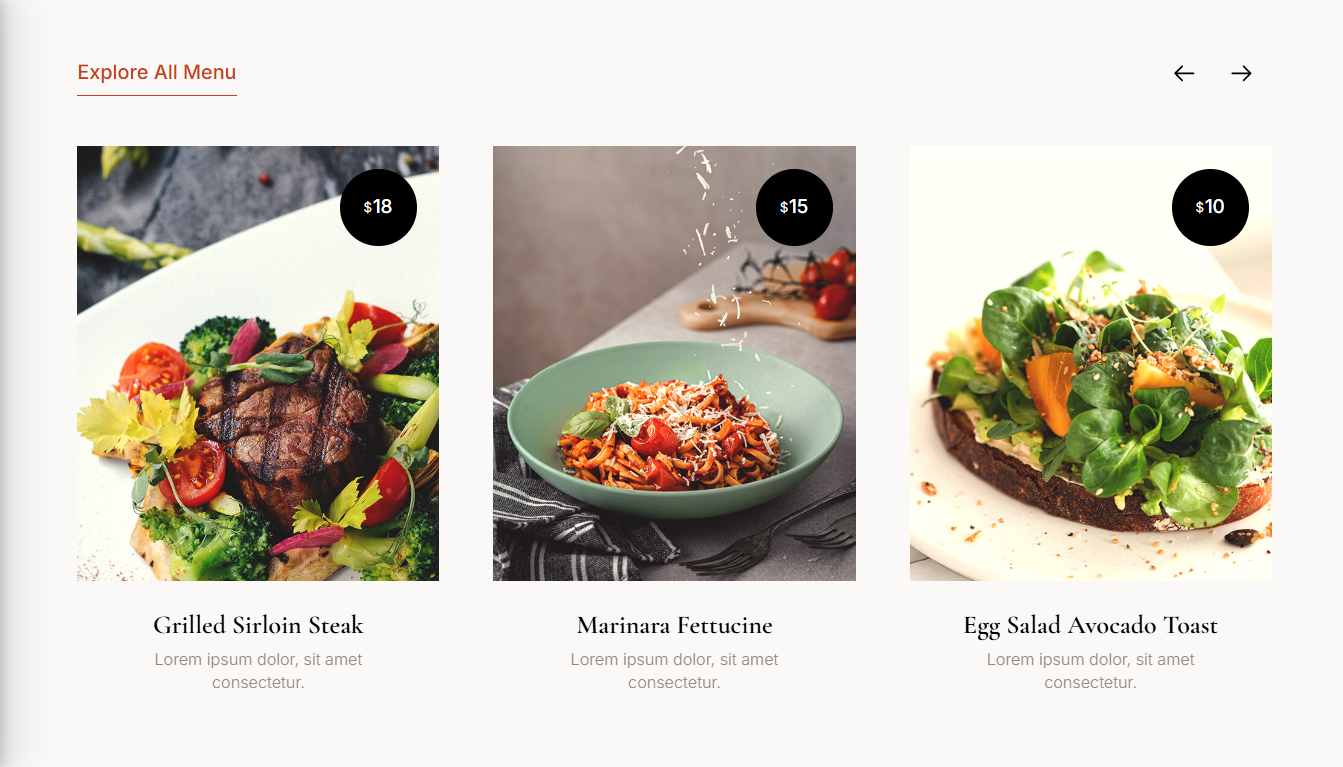 Explore All Menu
$18
$15
$10
Grilled Sirloin Steak
Lorem ipsum dolor, sit amet
consectetur.
Marinara Fettucine
Lorem ipsum dolor, sit amet
consectetur.
Egg Salad Avocado Toast
Lorem ipsum dolor, sit amet
consectetur.